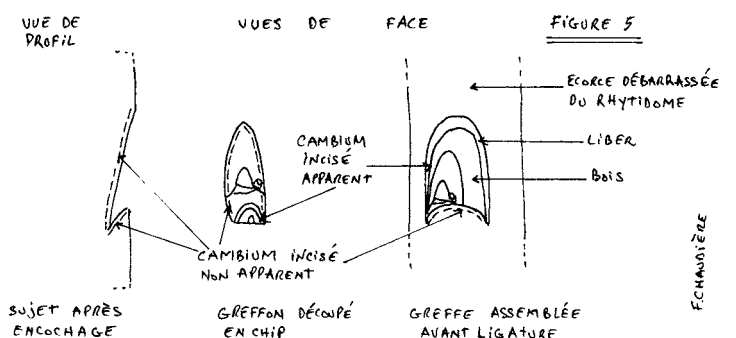 VUE DE
PROFIL
VUES DE FACE
FIGURE 5
ECORCE DÉBARRASSÉE
DU RHYTIDOME
LIBER
BOIS
CAMBIUM
INCISÉ
APPARENT
CAMBIUM INCISÉ
NON APPARENT
SUJET APRÈS
ENCOCHAGE
GREFFON DÉCOUPÉ
EN CHIP
GREFFE ASSEMBLÉE
AVANT LIGATURE
F.CHAUDIÈRE